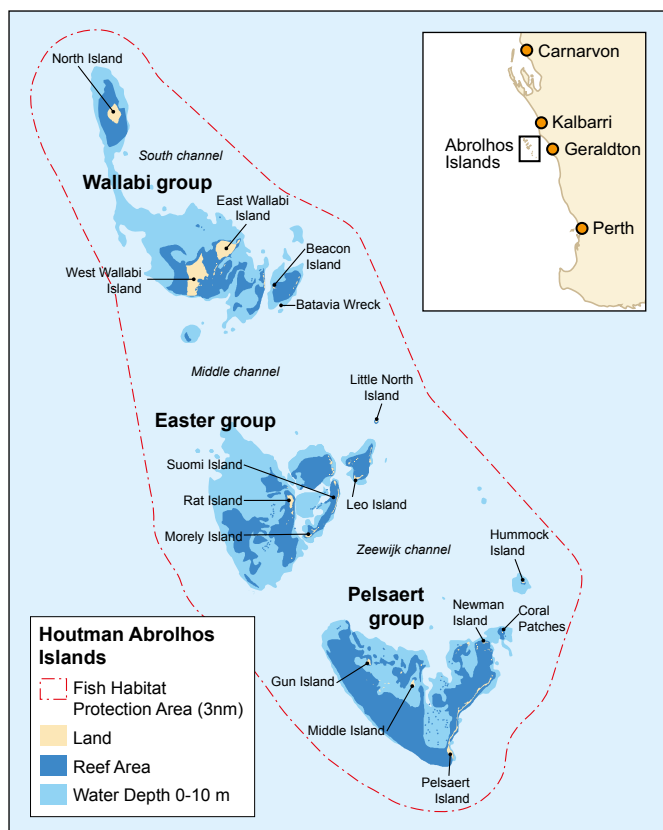 North Island
South channel
Wallabi group
East Wallabi
Island
Beacon
Island
West Wallabi
Island
Batavia Wreck
Middle channel
Little North
Island
Easter group
Suomi Island
Rat Island
Leo Island
Morely Island
Zeewijk channel
Hummock
Island
Pelsaert
group
Newman
Island
Coral
Patches
Gun Island
Middle Island
Pelsaert
Island
Carnarvon
Kalbarri
Abrolhos
Islands
Geraldton
Perth
Houtman Abrolhos
Islands
Fish Habitat
Protection Area (3nm)
Land
Reef Area
Water Depth 0-10 m